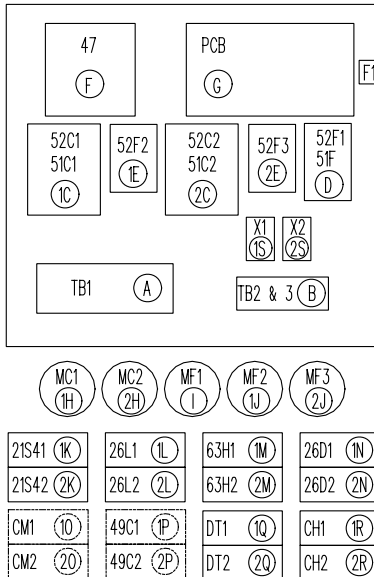 47
F
PCB
G
F1
52C1
51C1
1C
52F2
1E
52C2
51C2
2C
52F3
2E
52F1
51F
D
X1
1S
X2
2S
TB1 A
TB2 & 3 B
MC1
1H
MC2
2H
MF1
I
MF2
1J
MF3
2J
21S41 1K
21S42 2K
26L1 1L
26L2 2L
63H1 1M
63H2 2M
26D1 1N
26D2 2N
CM1 1O
CM2 2O
49C1 1P
49C2 2P
DT1 1Q
DT2 2Q
CH1 1R
CH2 2R